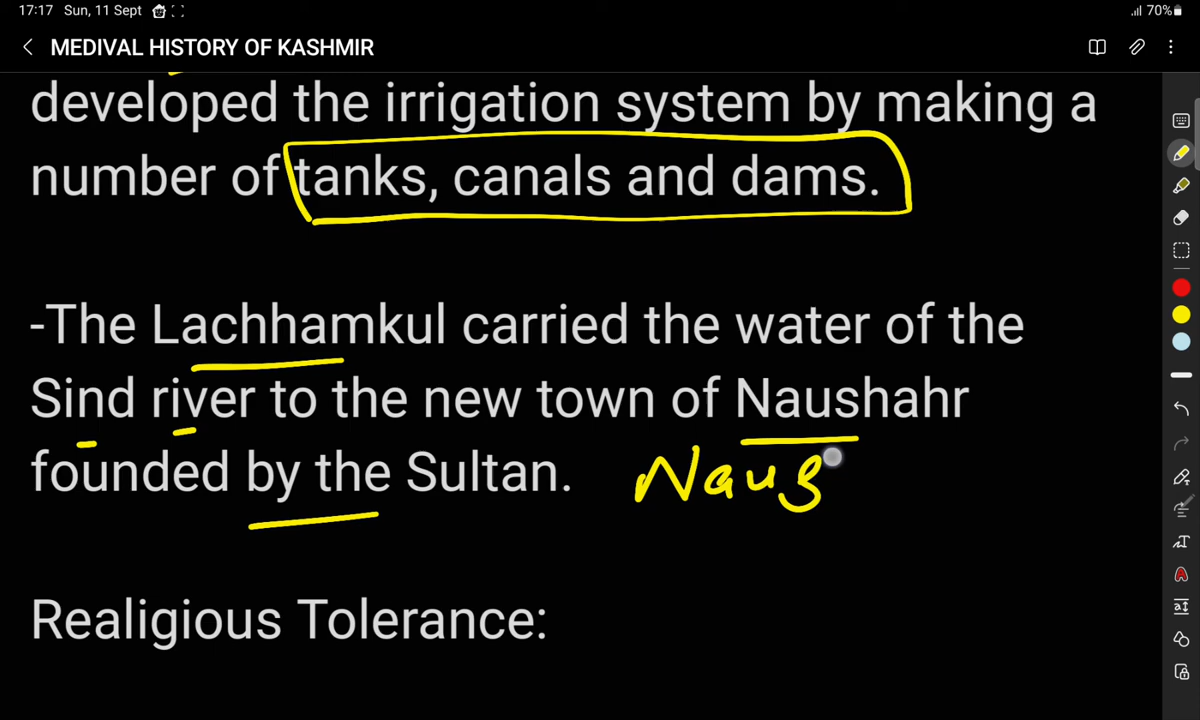 17:17 Sun, 11 Sept 70%
MEDIVAL HISTORY OF KASHMIR
developed the irrigation system by making a
number of tanks, canals and dams.
-The Lachhamkul carried the water of the
Sind river to the new town of Naushahr
founded by the Sultan. Naus
Realigious Tolerance: